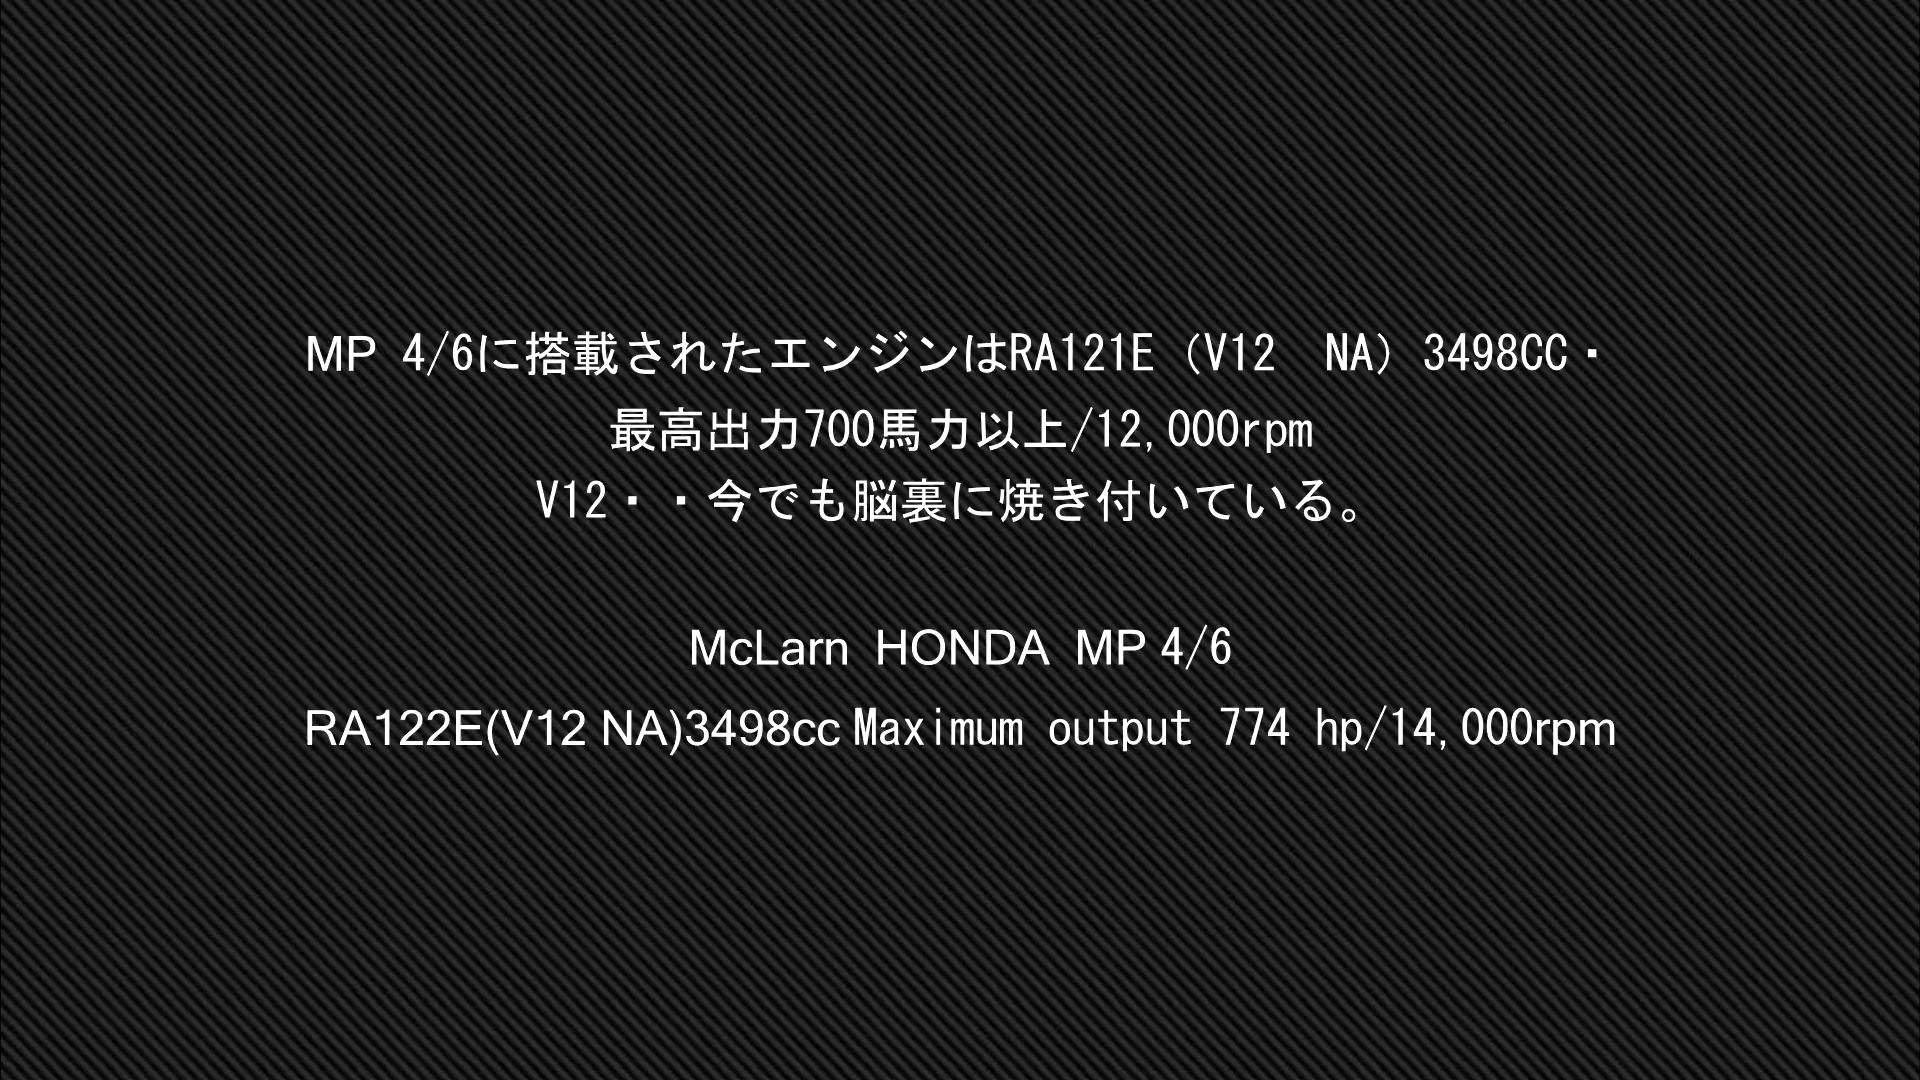 MP 4/6に搭載されたエンジンはRA121E（V12　NA）3498CC・
最高出力700馬力以上/12,000rpm
V12・・今でも脳裏に焼き付いている。
McLarn HONDA MP 4/6
RA122E(V12 NA)3498cc Maximum output 774 hp/14,000rpm